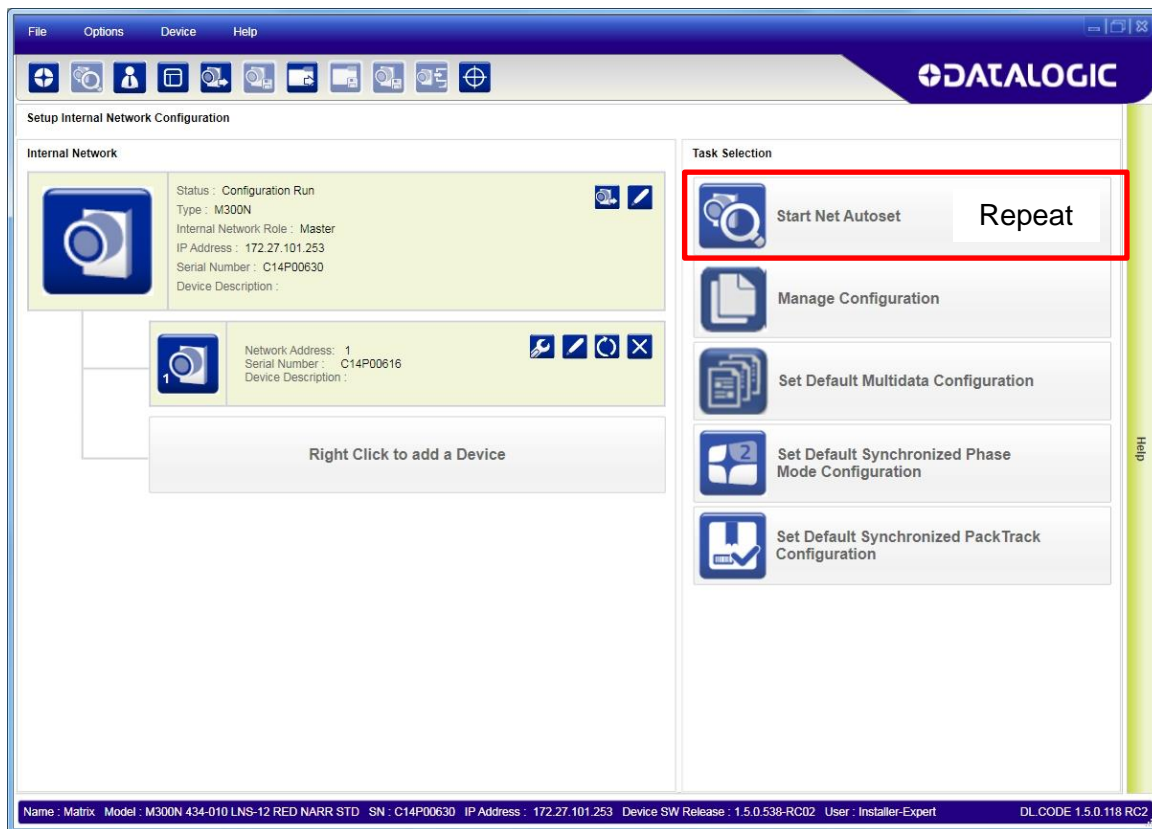 File Options Device Help
DATALOGIC
Setup Internal Network Configuration
Internal Network
Status : Configuration Run
Type : M300N
Internal Network Role : Master
IP Address : 172.27.101.253
Serial Number : C14P00630
Device Description :
1
Network Address: 1
Serial Number : C14P00616
Device Description :
Right Click to add a Device
Task Selection
Start Net Autoset
Repeat
Manage Configuration
Set Default Multidata Configuration
2
Set Default Synchronized Phase
Mode Configuration
Set Default Synchronized PackTrack
Configuration
Help
Name : Matrix Model : M300N 434-010 LNS-12 RED NARR STD SN : C14P00630 IP Address : 172.27.101.253 Device SW Release : 1.5.0.538-RC02 User : Installer-Expert DL.CODE 1.5.0.118 RC2